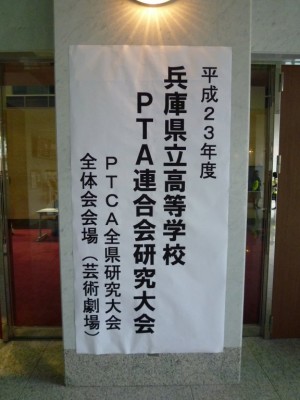 平成２３年度
兵庫県立高等学校
ＰＴＡ連合会研究大会
ＰＴＣＡ全県研究大会
全体会会場（芸術劇場）